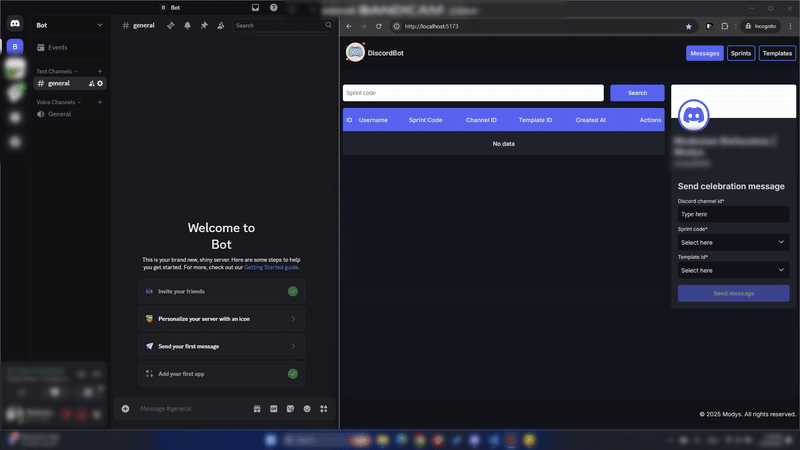 Bot
BANDICAM
Bot
Events
Text Channels
general
Voice Channels
General
# general
Search
Welcome to
Bot
This is your brand new, shiny server. Here are some steps to
help you get started. For more, check out our Getting Started guide.
Invite your friends
Personalize your server with an icon
Send your first message
Add your first app
Message #general
http://localhost:5173
Incognito
DiscordBot
Messages
Sprints
Templates
Sprint code
Search
ID Username Sprint Code Channel ID Template ID Created At Actions
No data
Send celebration message
Discord channel id*
Type here
Sprint code*
Select here
Template id*
Select here
Send message
© 2025 Modys. All rights reserved.